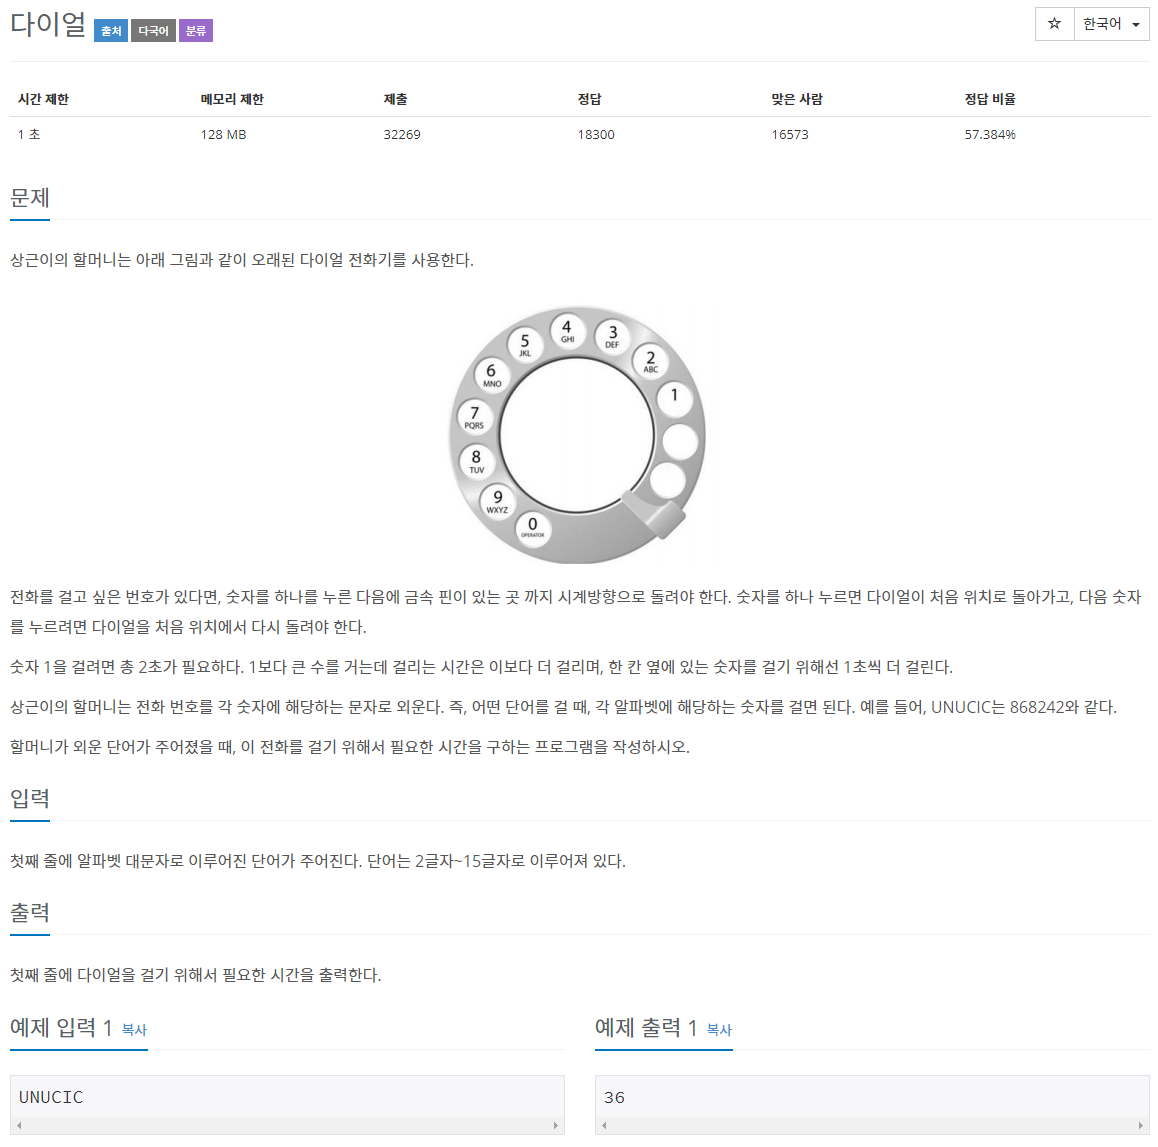 다이얼 출처 다국어 분류
☆ 한국어
시간 제한 메모리 제한 제출 정답 맞은 사람 정답 비율
1 초 128 MB 32269 18300 16573 57.384%
문제
상근이의 할머니는 아래 그림과 같이 오래된 다이얼 전화기를 사용한다.
4 GHI
3 DEF
5 JKL
2 ABC
6 MNO
1
7 PQRS
8 TUV
9 WXYZ
0 OPERATOR
전화를 걸고 싶은 번호가 있다면, 숫자를 하나를 누른 다음에 금속 핀이 있는 곳 까지 시계방향으로 돌려야 한다. 숫자를 하나 누르면 다이얼이 처음 위치로 돌아가고, 다음 숫자
를 누르려면 다이얼을 처음 위치에서 다시 돌려야 한다.
숫자 1을 걸려면 총 2초가 필요하다. 1보다 큰 수를 거는데 걸리는 시간은 이보다 더 걸리며, 한 칸 옆에 있는 숫자를 걸기 위해선 1초씩 더 걸린다.
상근이의 할머니는 전화 번호를 각 숫자에 해당하는 문자로 외운다. 즉, 어떤 단어를 걸 때, 각 알파벳에 해당하는 숫자를 걸면 된다. 예를 들어, UNUCIC는 868242와 같다.
할머니가 외운 단어가 주어졌을 때, 이 전화를 걸기 위해서 필요한 시간을 구하는 프로그램을 작성하시오.
입력
첫째 줄에 알파벳 대문자로 이루어진 단어가 주어진다. 단어는 2글자~15글자로 이루어져 있다.
출력
첫째 줄에 다이얼을 걸기 위해서 필요한 시간을 출력한다.
예제 입력 1 복사
UNUCIC
예제 출력 1 복사
36